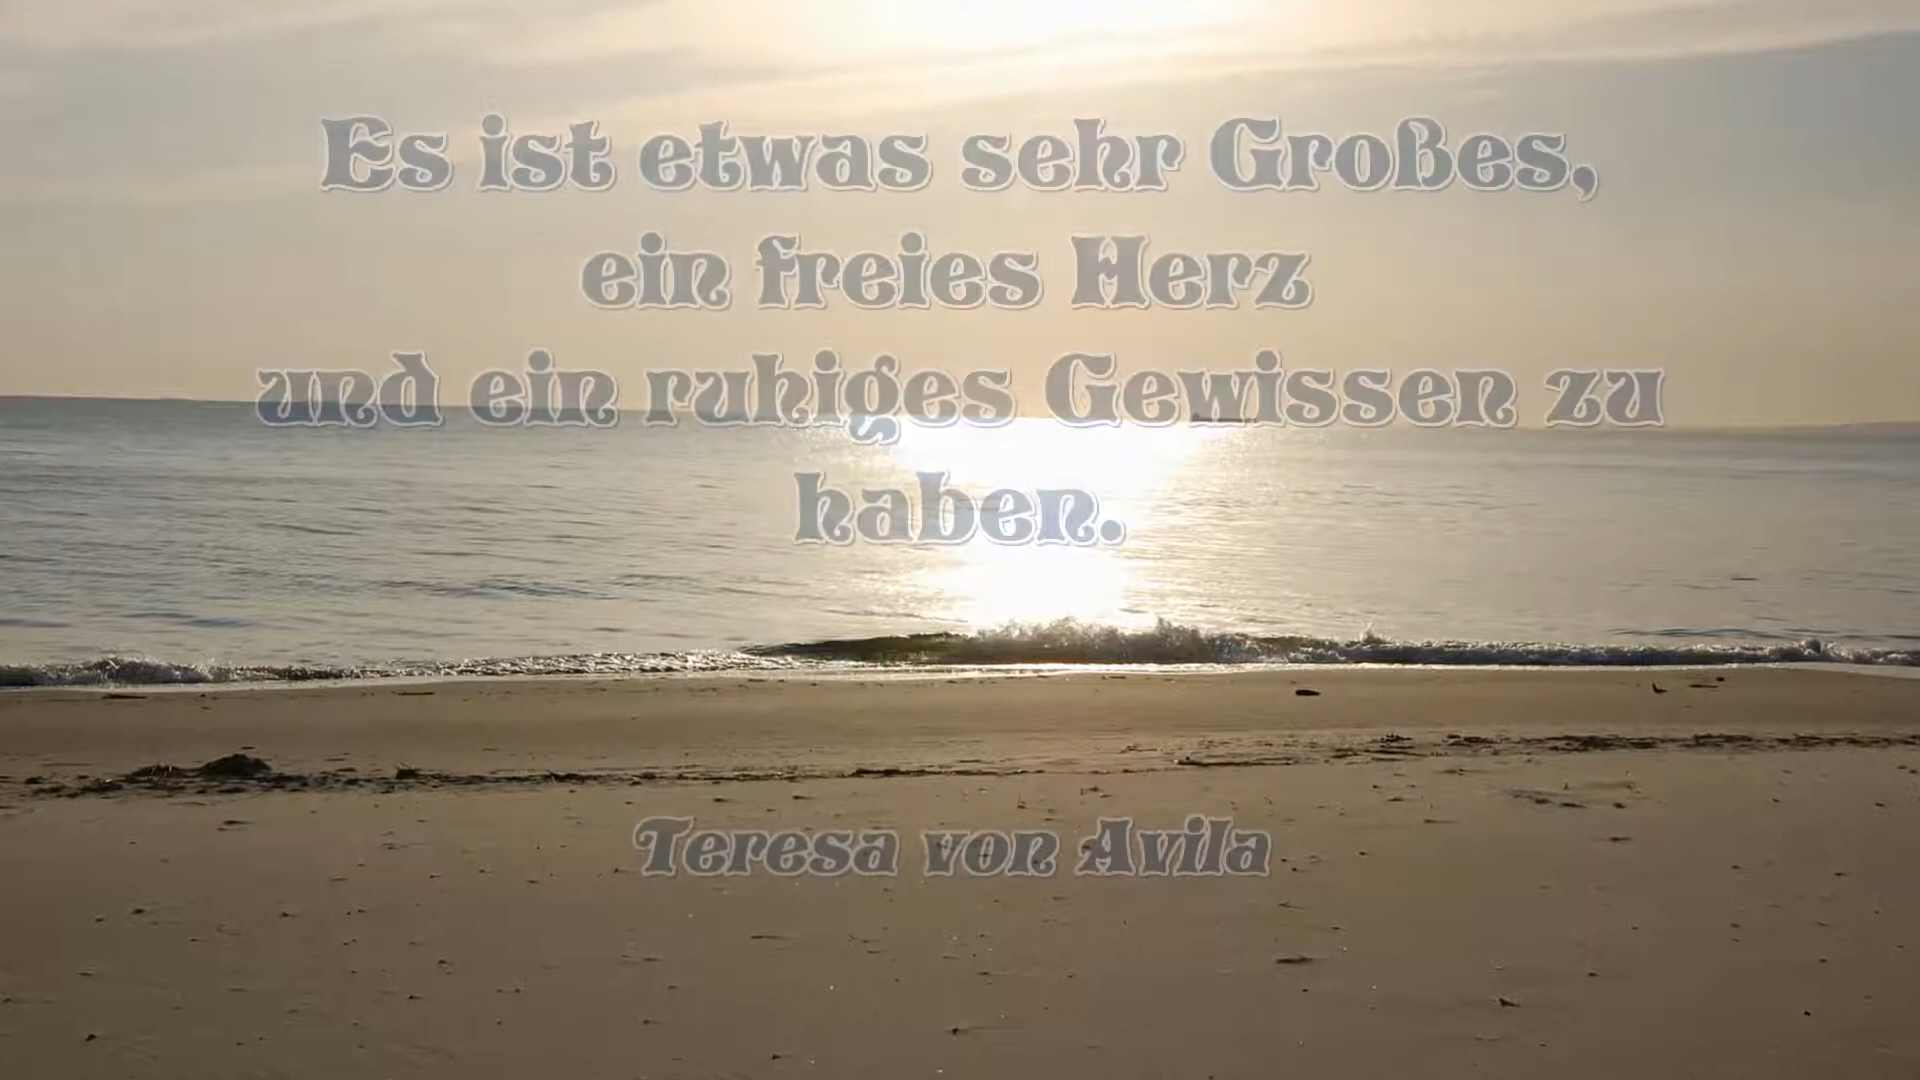 Es ist etwas sehr Großes,
ein freies Herz
und ein ruhiges Gewissen zu
haben.
Teresa von Avila